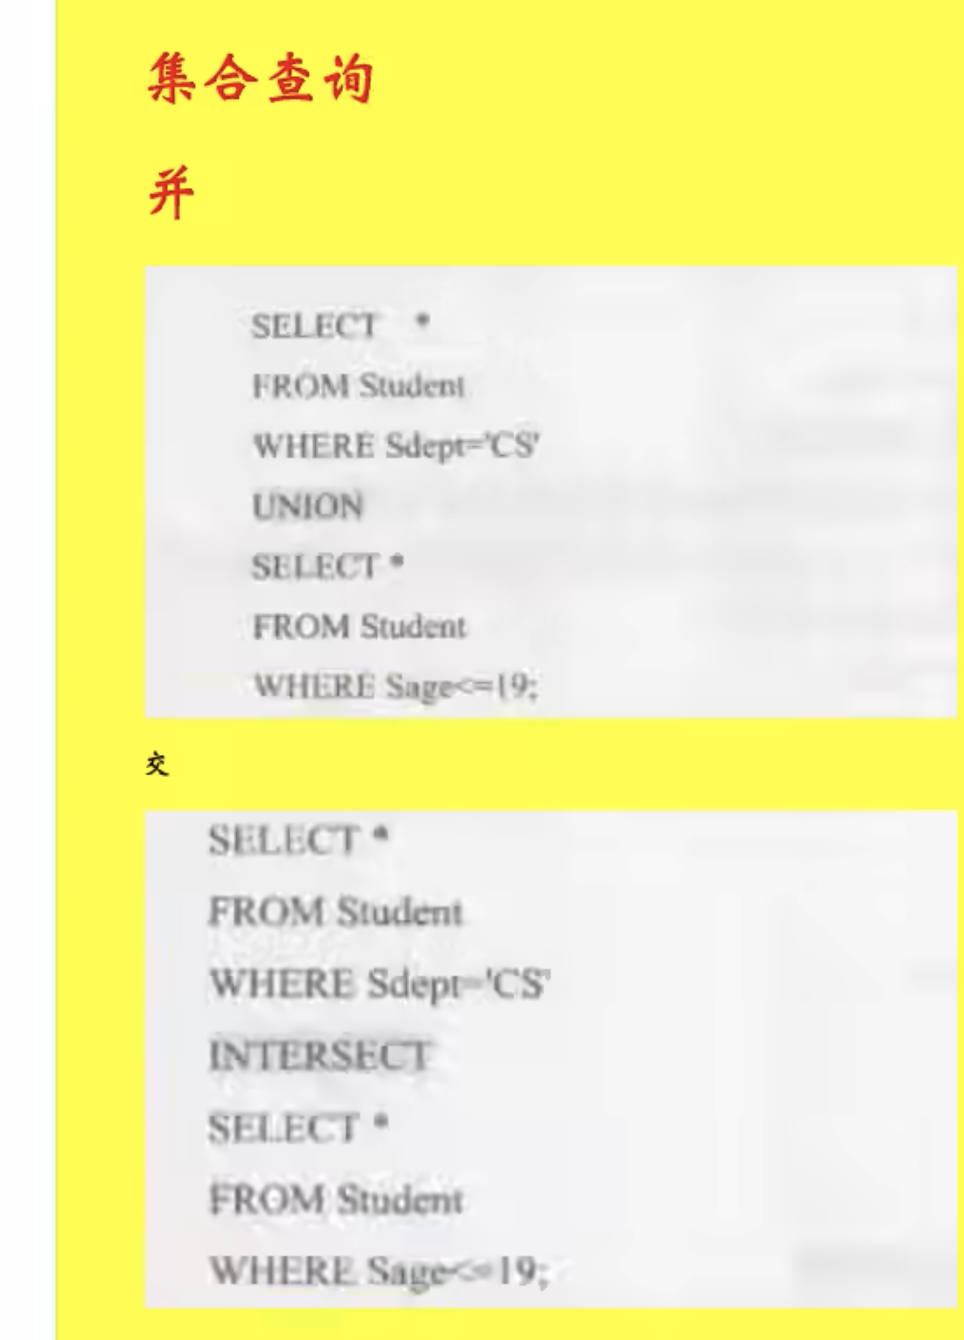 集合查询
并
SELECT *
FROM Student
WHERE Sdept='CS'
UNION
SELECT *
FROM Student
WHERE Sage<=19;
交
SELECT *
FROM Student
WHERE Sdept='CS'
INTERSECT
SELECT *
FROM Student
WHERE Sage<=19;